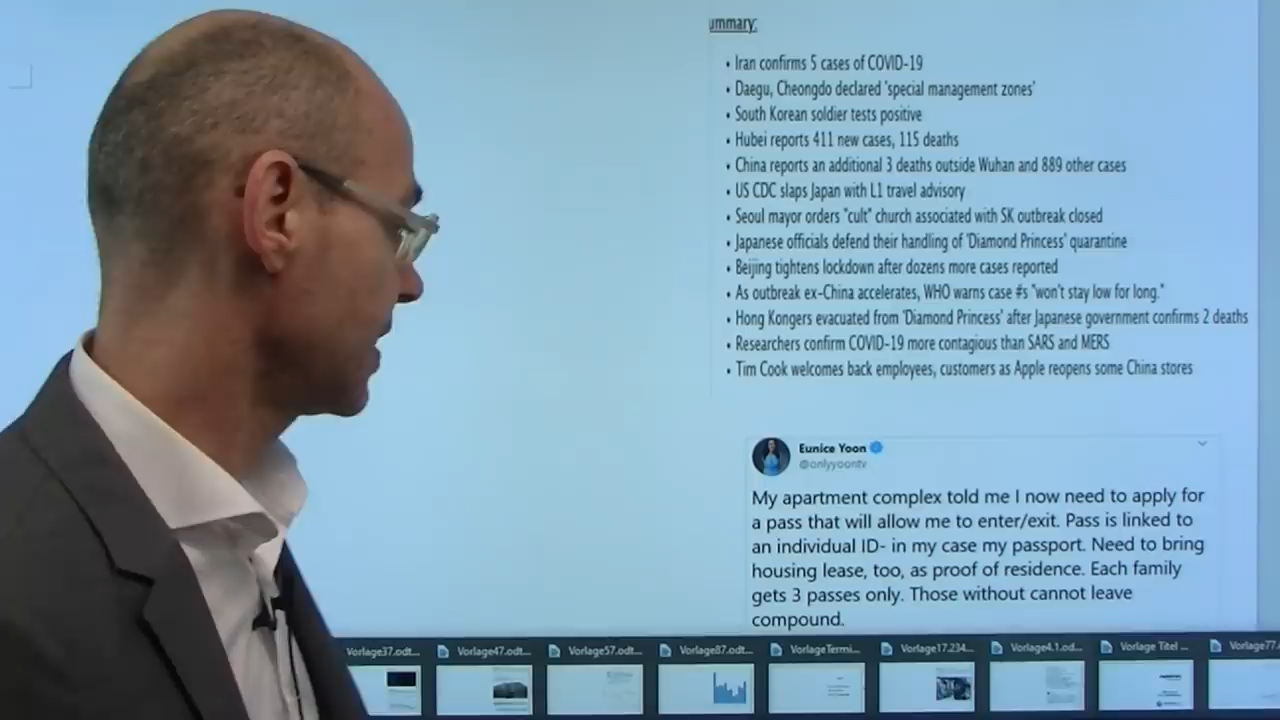 ummary:
• Iran confirms 5 cases of COVID-19
• Daegu, Cheongdo declared 'special management zones'
• South Korean soldier tests positive
• Hubei reports 411 new cases, 115 deaths
• China reports an additional 3 deaths outside Wuhan and 889 other cases
• US CDC slaps Japan with L1 travel advisory
• Seoul mayor orders "cult" church associated with SK outbreak closed
• Japanese officials defend their handling of 'Diamond Princess' quarantine
• Beijing tightens lockdown after dozens more cases reported
• As outbreak ex-China accelerates, WHO warns case #s "won't stay low for long."
• Hong Kongers evacuated from 'Diamond Princess' after Japanese government confirms 2 deaths
• Researchers confirm COVID-19 more contagious than SARS and MERS
• Tim Cook welcomes back employees, customers as Apple reopens some China stores
Eunice Yoon
@onlyyoontv
My apartment complex told me I now need to apply for
a pass that will allow me to enter/exit. Pass is linked to
an individual ID- in my case my passport. Need to bring
housing lease, too, as proof of residence. Each family
gets 3 passes only. Those without cannot leave
compound.
Vorlage37.odt... Vorlage47.odt... Vorlage57.odt... Vorlage87.odt... VorlageTermi... Vorlage17.234... Vorlage4.1.od... Vorlage Titel ... Vorlage77.